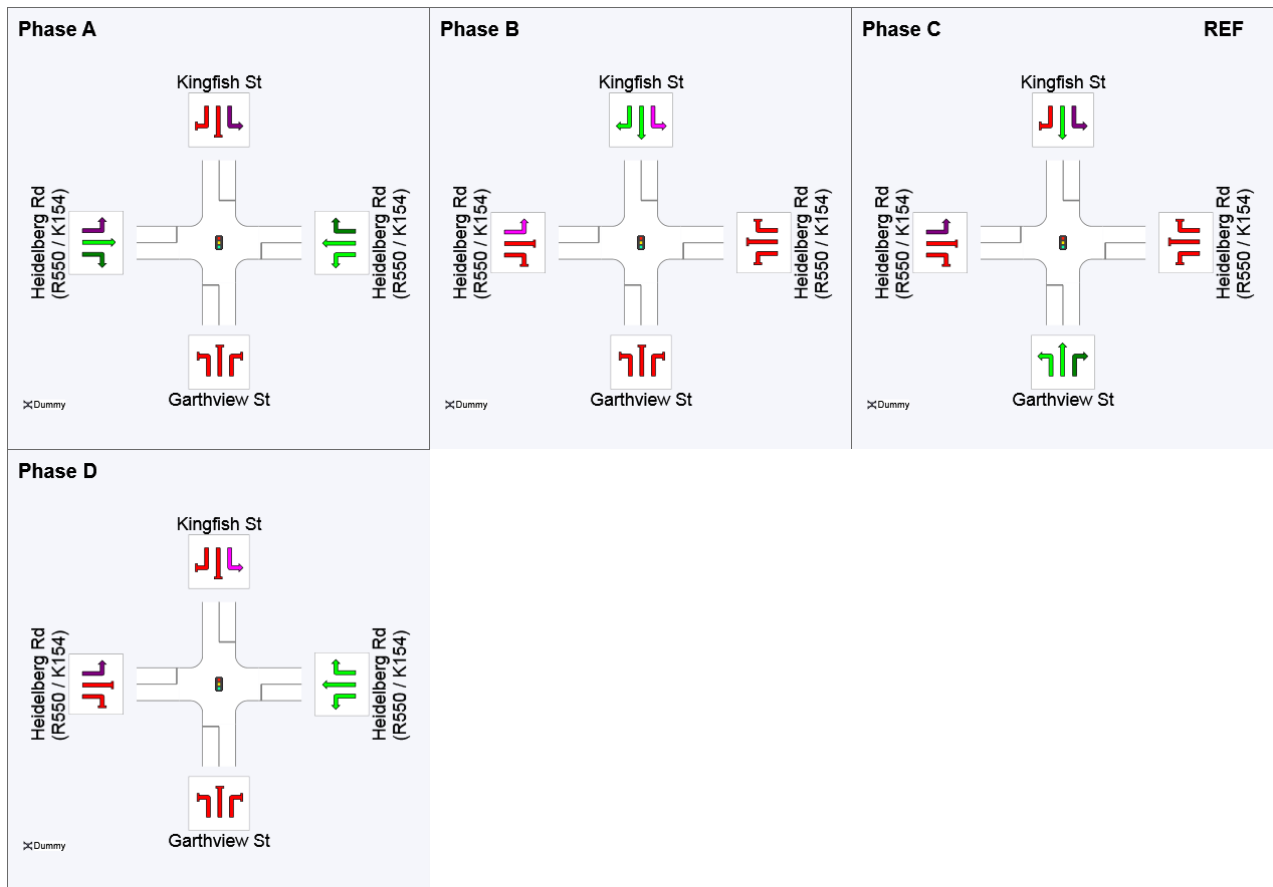 Phase A
Kingfish St
Heidelberg Rd
(R550 / K154)
Heidelberg Rd
(R550 / K154)
Garthview St
Dummy
Phase B
Kingfish St
Heidelberg Rd
(R550 / K154)
Heidelberg Rd
(R550 / K154)
Garthview St
Dummy
Phase C
REF
Kingfish St
Heidelberg Rd
(R550 / K154)
Heidelberg Rd
(R550 / K154)
Garthview St
Dummy
Phase D
Kingfish St
Heidelberg Rd
(R550 / K154)
Heidelberg Rd
(R550 / K154)
Garthview St
Dummy